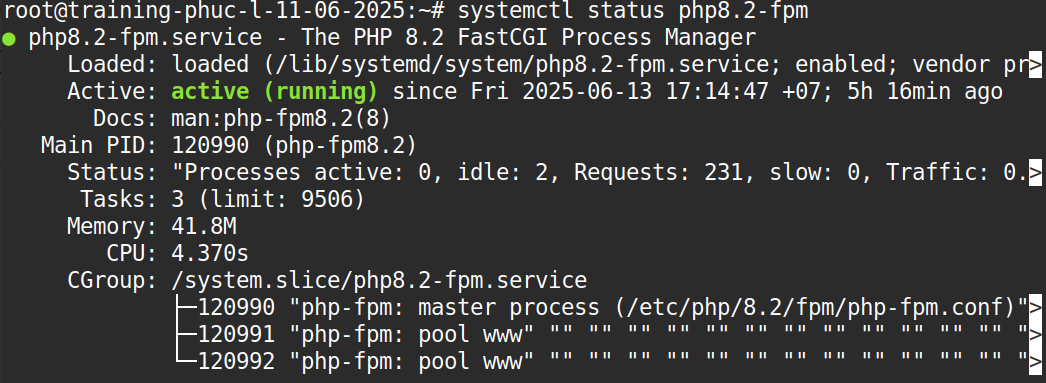 root@training-phuc-l-11-06-2025:~# systemctl status php8.2-fpm
● php8.2-fpm.service - The PHP 8.2 FastCGI Process Manager
     Loaded: loaded (/lib/systemd/system/php8.2-fpm.service; enabled; vendor pr>
     Active: active (running) since Fri 2025-06-13 17:14:47 +07; 5h 16min ago
       Docs: man:php-fpm8.2(8)
   Main PID: 120990 (php-fpm8.2)
     Status: "Processes active: 0, idle: 2, Requests: 231, slow: 0, Traffic: 0.>
      Tasks: 3 (limit: 9506)
     Memory: 41.8M
        CPU: 4.370s
     CGroup: /system.slice/php8.2-fpm.service
             ├─120990 "php-fpm: master process (/etc/php/8.2/fpm/php-fpm.conf)">
             ├─120991 "php-fpm: pool www" "" "" "" "" "" "" "" "" "" "" "" "" ">
             └─120992 "php-fpm: pool www" "" "" "" "" "" "" "" "" "" "" "" "" ">